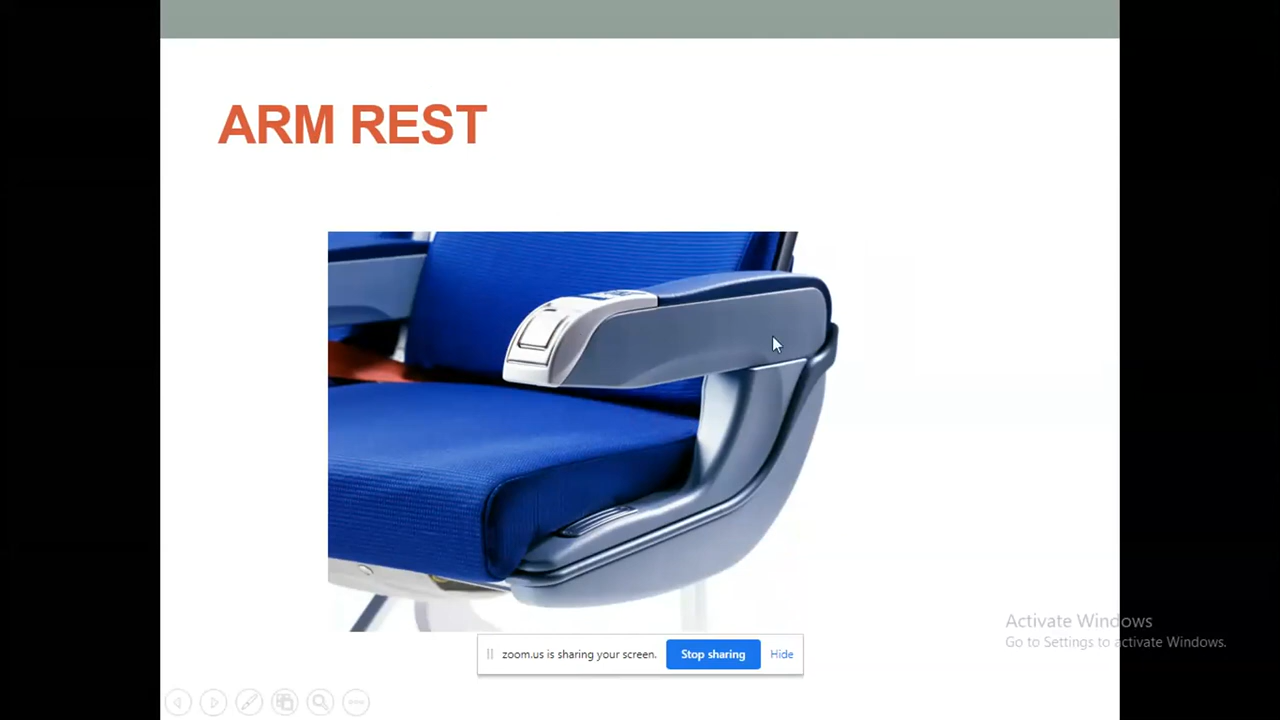 ARM REST
Activate Windows
Go to Settings to activate Windows.
zoom.us is sharing your screen. Stop sharing Hide